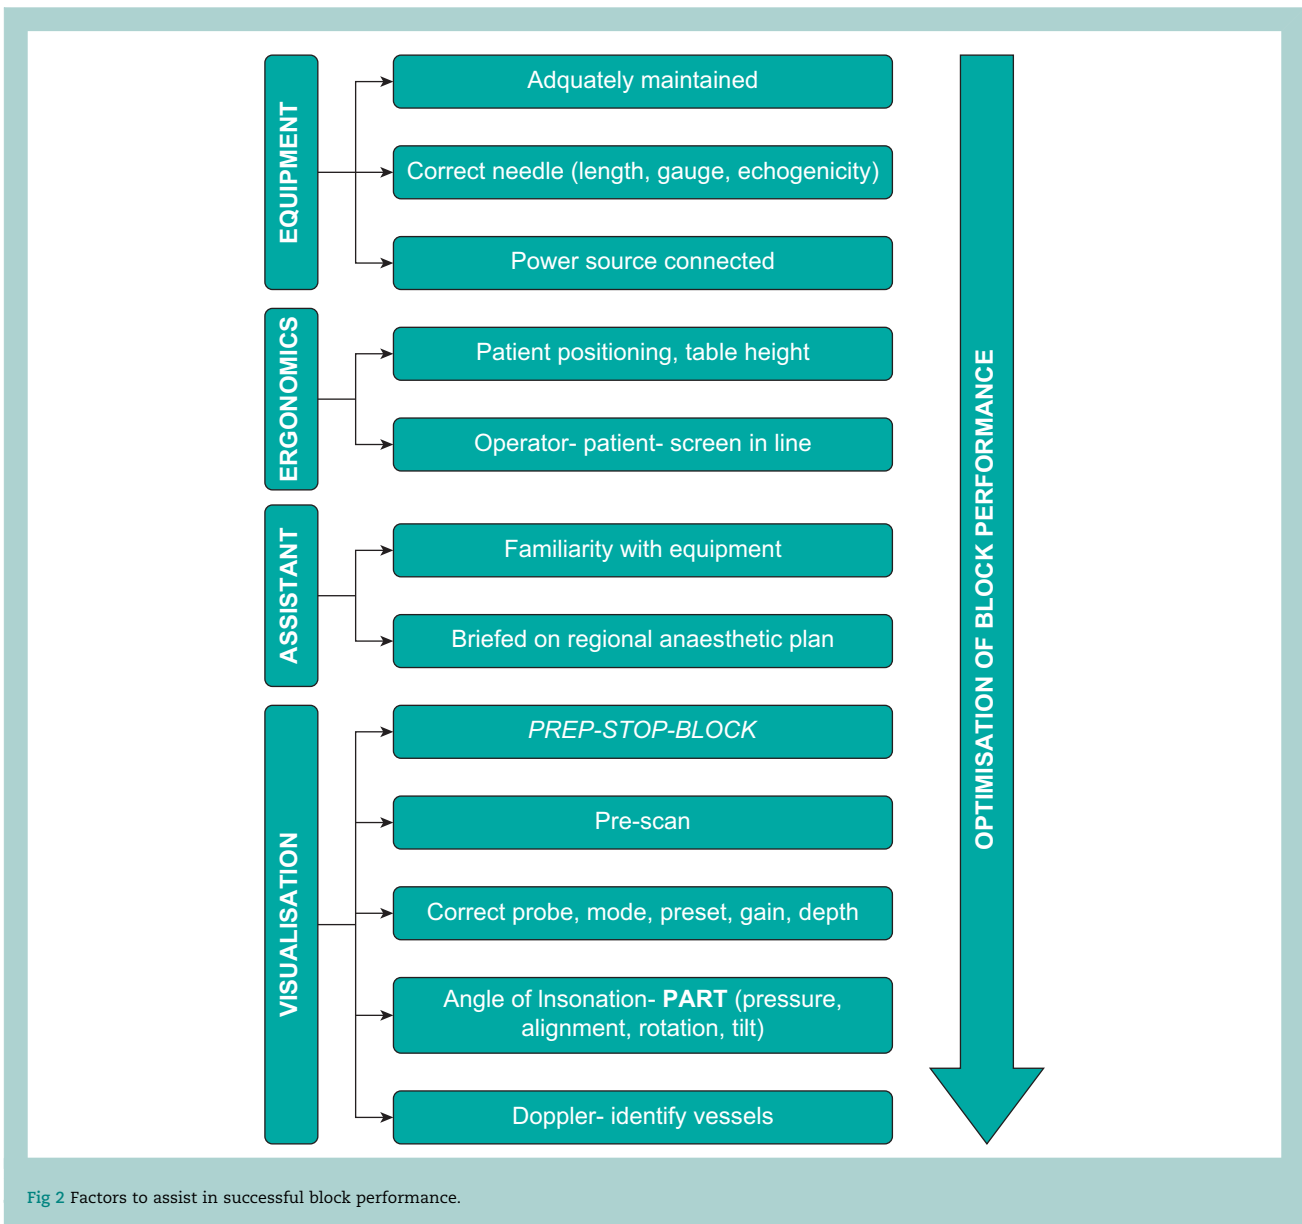 EQUIPMENT
Adquately maintained
Correct needle (length, gauge, echogenicity)
Power source connected
ERGONOMICS
Patient positioning, table height
Operator- patient- screen in line
ASSISTANT
Familiarity with equipment
Briefed on regional anaesthetic plan
VISUALISATION
PREP-STOP-BLOCK
Pre-scan
Correct probe, mode, preset, gain, depth
Angle of Insonation- PART (pressure,
alignment, rotation, tilt)
Doppler- identify vessels
OPTIMISATION OF BLOCK PERFORMANCE
Fig 2 Factors to assist in successful block performance.